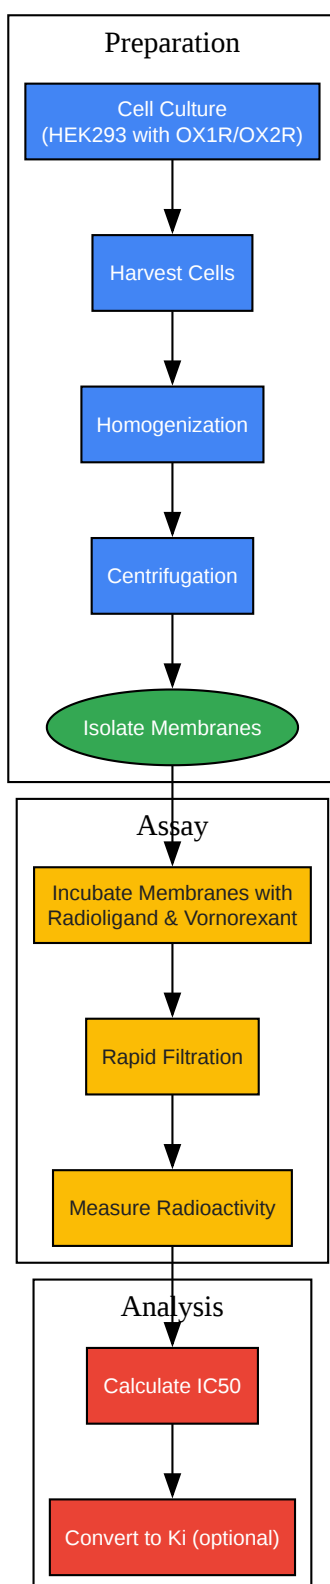 Preparation
Cell Culture
(HEK293 with OX1R/OX2R)
Harvest Cells
Homogenization
Centrifugation
Isolate Membranes
Assay
Incubate Membranes with
Radioligand & Vornorexant
Rapid Filtration
Measure Radioactivity
Analysis
Calculate IC50
Convert to Ki (optional)